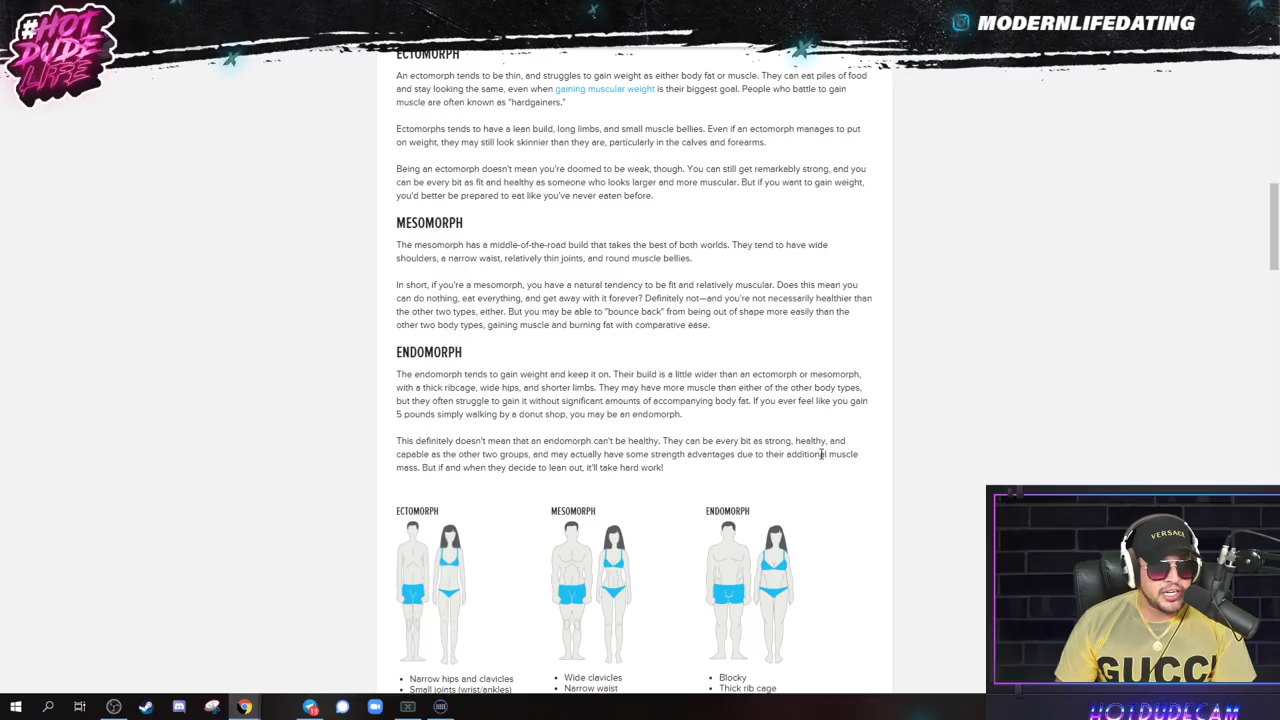 #HOT
DUDE
LIFE
MODERNLIFEDATING
ECTOMORPH
An ectomorph tends to be thin, and struggles to gain weight as either body fat or muscle. They can eat piles of food
and stay looking the same, even when gaining muscular weight is their biggest goal. People who battle to gain
muscle are often known as "hardgainers."
Ectomorphs tends to have a lean build, long limbs, and small muscle bellies. Even if an ectomorph manages to put
on weight, they may still look skinnier than they are, particularly in the calves and forearms.
Being an ectomorph doesn't mean you're doomed to be weak, though. You can still get remarkably strong, and you
can be every bit as fit and healthy as someone who looks larger and more muscular. But if you want to gain weight,
you'd better be prepared to eat like you've never eaten before.
MESOMORPH
The mesomorph has a middle-of-the-road build that takes the best of both worlds. They tend to have wide
shoulders, a narrow waist, relatively thin joints, and round muscle bellies.
In short, if you're a mesomorph, you have a natural tendency to be fit and relatively muscular. Does this mean you
can do nothing, eat everything, and get away with it forever? Definitely not—and you're not necessarily healthier than
the other two types, either. But you may be able to "bounce back" from being out of shape more easily than the
other two body types, gaining muscle and burning fat with comparative ease.
ENDOMORPH
The endomorph tends to gain weight and keep it on. Their build is a little wider than an ectomorph or mesomorph,
with a thick ribcage, wide hips, and shorter limbs. They may have more muscle than either of the other body types,
but they often struggle to gain it without significant amounts of accompanying body fat. If you ever feel like you gain
5 pounds simply walking by a donut shop, you may be an endomorph.
This definitely doesn't mean that an endomorph can't be healthy. They can be every bit as strong, healthy, and
capable as the other two groups, and may actually have some strength advantages due to their additional muscle
mass. But if and when they decide to lean out, it'll take hard work!
ECTOMORPH MESOMORPH ENDOMORPH
• Narrow hips and clavicles
• Small joints (wrist/ankles)
• Wide clavicles
• Narrow waist
• Blocky
• Thick rib cage
VERSACE
GUCCI
HOTDUDECAM